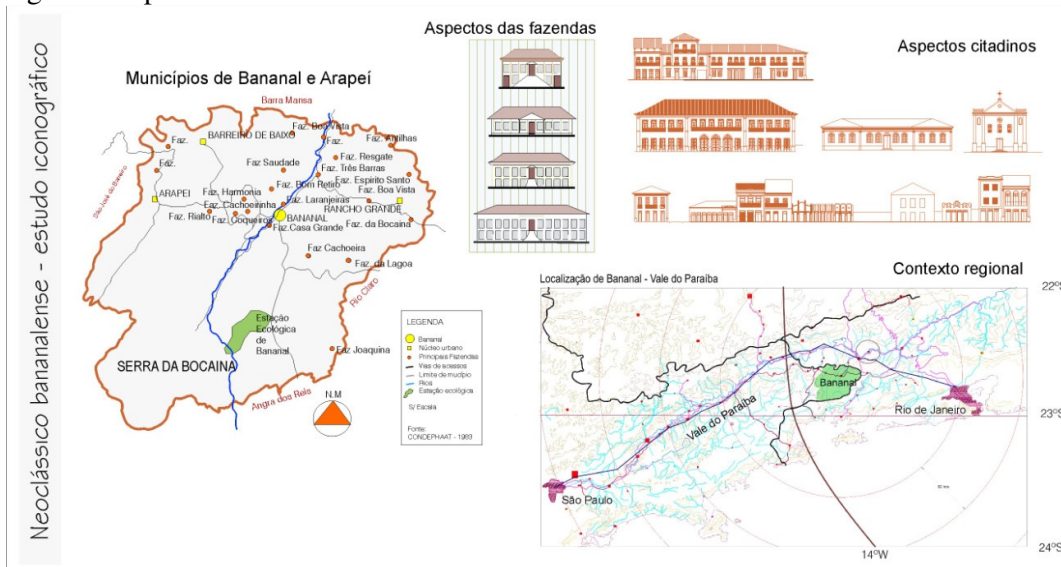 Neoclássico bananalense - estudo iconográfico
Municípios de Bananal e Arapeí
Barra Mansa
Faz. Boa Vista
BARREIRO DE BAIXO
Faz. Antilhas
Faz.
Faz. Resgate
Faz.
Faz Saudade
Faz. Três Barras
Faz. Espirito Santo
Faz. Bom Retiro
Faz. Boa Vista
ARAPEI
Faz. Harmonia
Faz. Laranjeiras
Faz. Cachoeirinha
RANCHO GRANDE
Faz. Rialto
Faz. Coqueiros
BANANAL
Faz.Casa Grande
Faz. da Bocaina
Faz Cachoeira
Faz. da Lagoa
Rio Claro
Estação
Ecológica
de
Bananal
Faz Joaquina
SERRA DA BOCAINA
Angra dos Reis
N.M
LEGENDA
Bananal
Núcleo urbano
Principais Fazendas
Vias de acessos
Limite de mucípio
Rios
Estação ecológica
S/ Escala
Fonte:
CONDEPHAAT - 1983
Aspectos das fazendas
Aspectos citadinos
Contexto regional
Localização de Bananal - Vale do Paraíba
22°S
Bananal
Rio de Janeiro
23°S
Vale do Paraíba
São Paulo
24°S
14°W